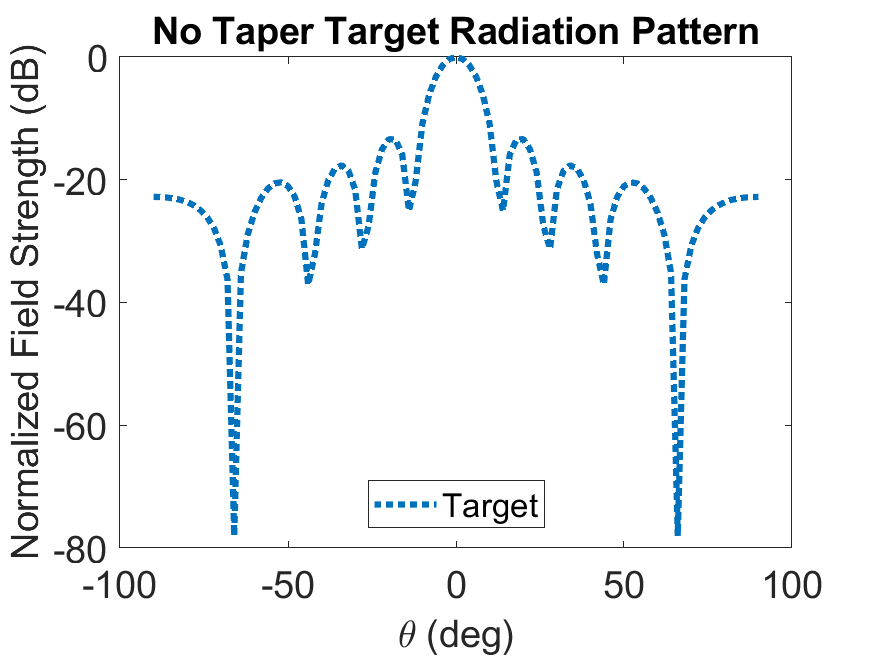 No Taper Target Radiation Pattern
Normalized Field Strength (dB)
0
-20
-40
-60
-80
Target
-100 -50 0 50 100
θ (deg)